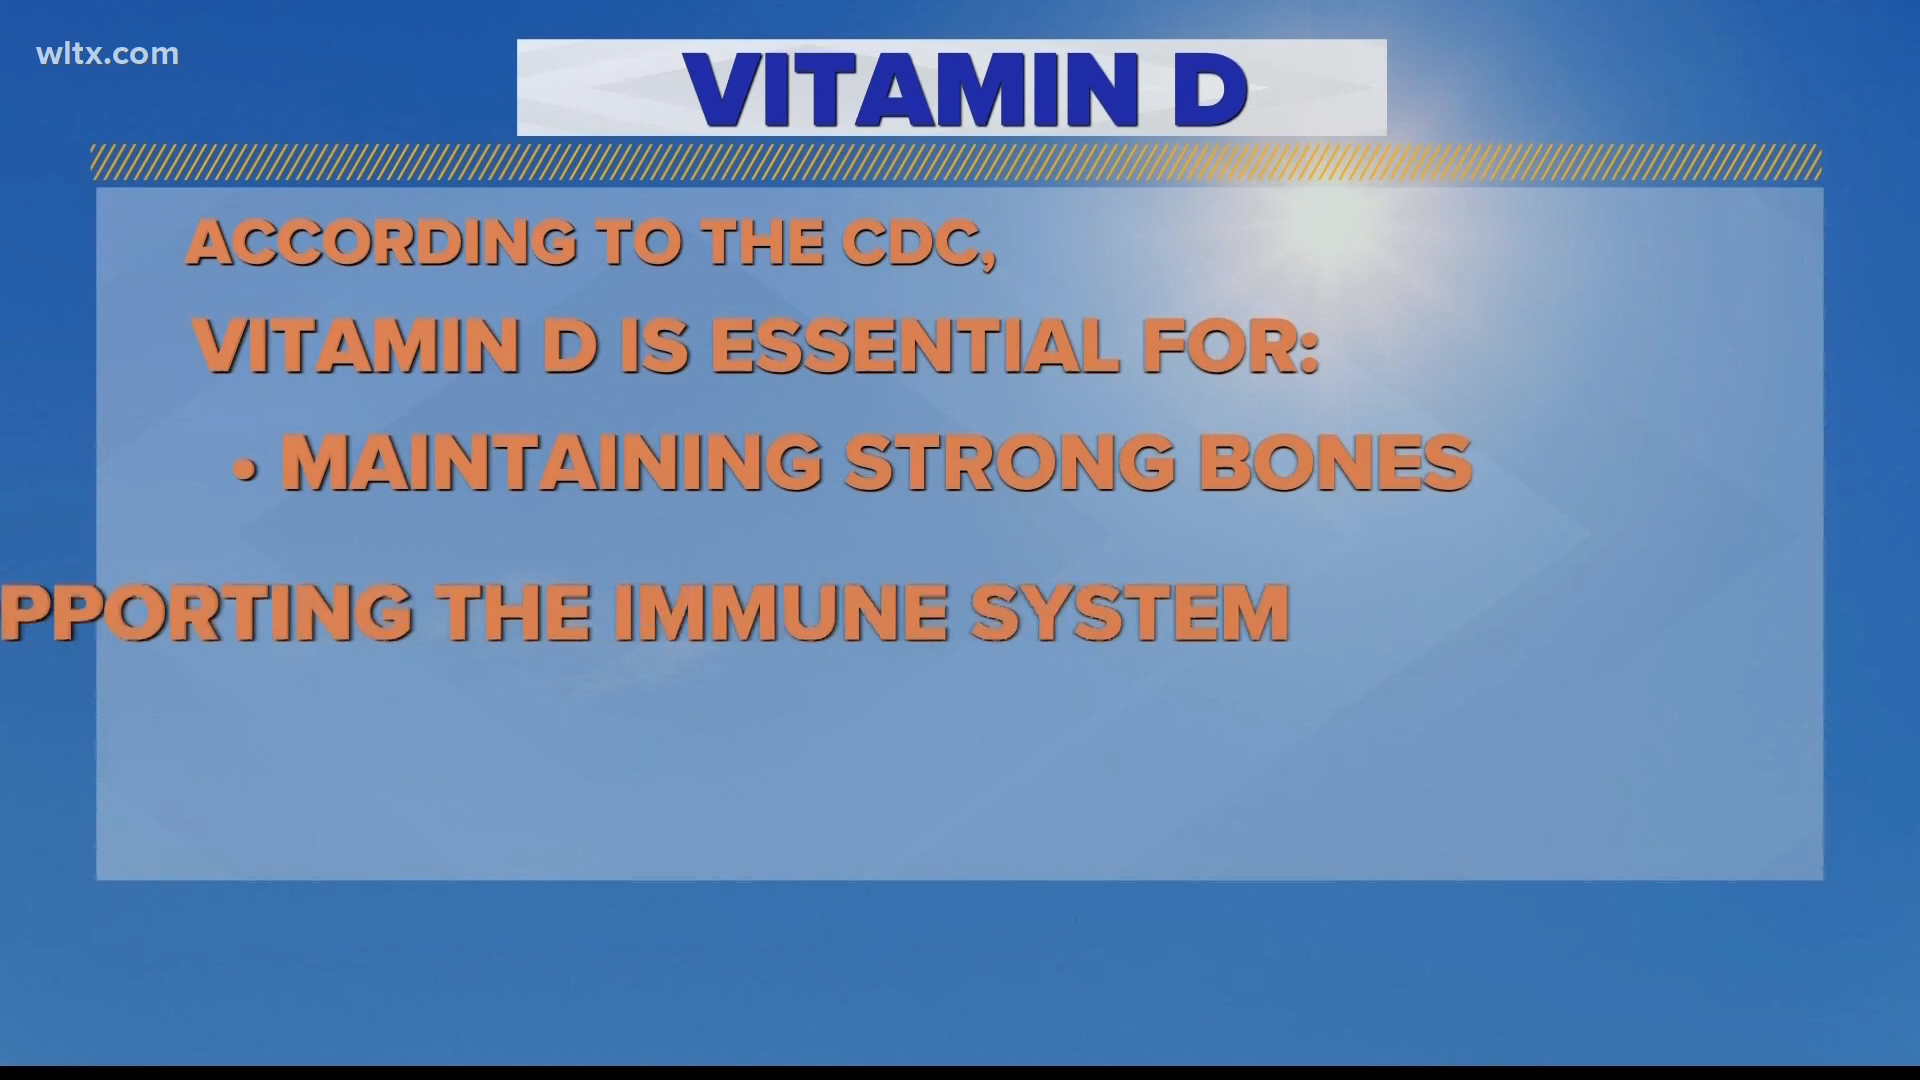 wltx.com
VITAMIN D
ACCORDING TO THE CDC,
VITAMIN D IS ESSENTIAL FOR:
• MAINTAINING STRONG BONES
PPORTING THE IMMUNE SYSTEM